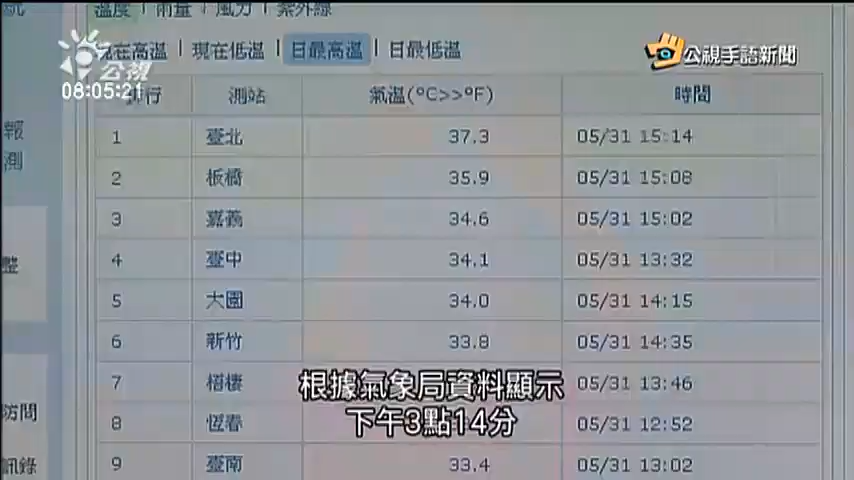 溫度 | 雨量 | 風力 | 紫外線
現在高溫 | 現在低溫 | 日最高溫 | 日最低溫
公視手語新聞
公視
08:05:21
排行 測站 氣溫(°C>>°F) 時間
1 臺北 37.3 05/31 15:14
2 板橋 35.9 05/31 15:08
3 嘉義 34.6 05/31 15:02
4 臺中 34.1 05/31 13:32
5 大園 34.0 05/31 14:15
6 新竹 33.8 05/31 14:35
7 梧棲 05/31 13:46
8 恆春 05/31 12:52
9 臺南 33.4 05/31 13:02
報
測
整
防問
訊錄
根據氣象局資料顯示
下午3點14分